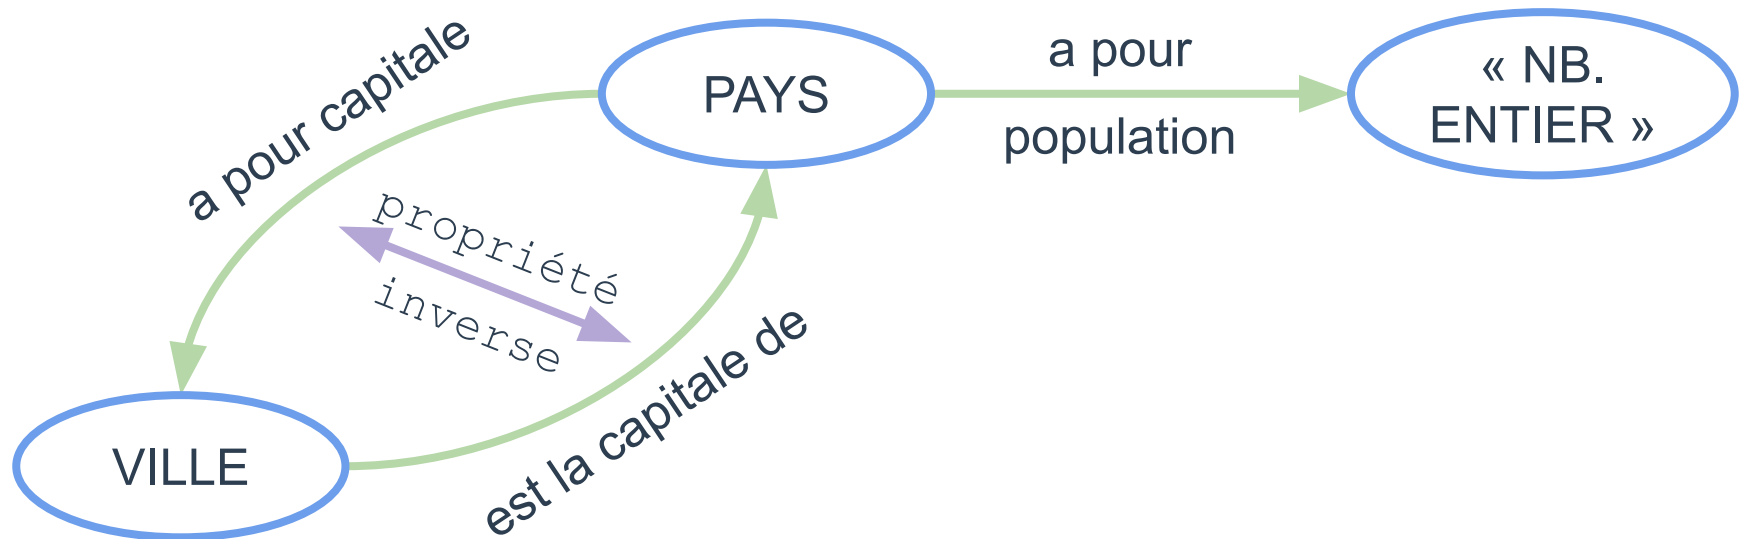 a pour capitale
PAYS
a pour
population
« NB.
ENTIER »
propriété
inverse
VILLE
est la capitale de